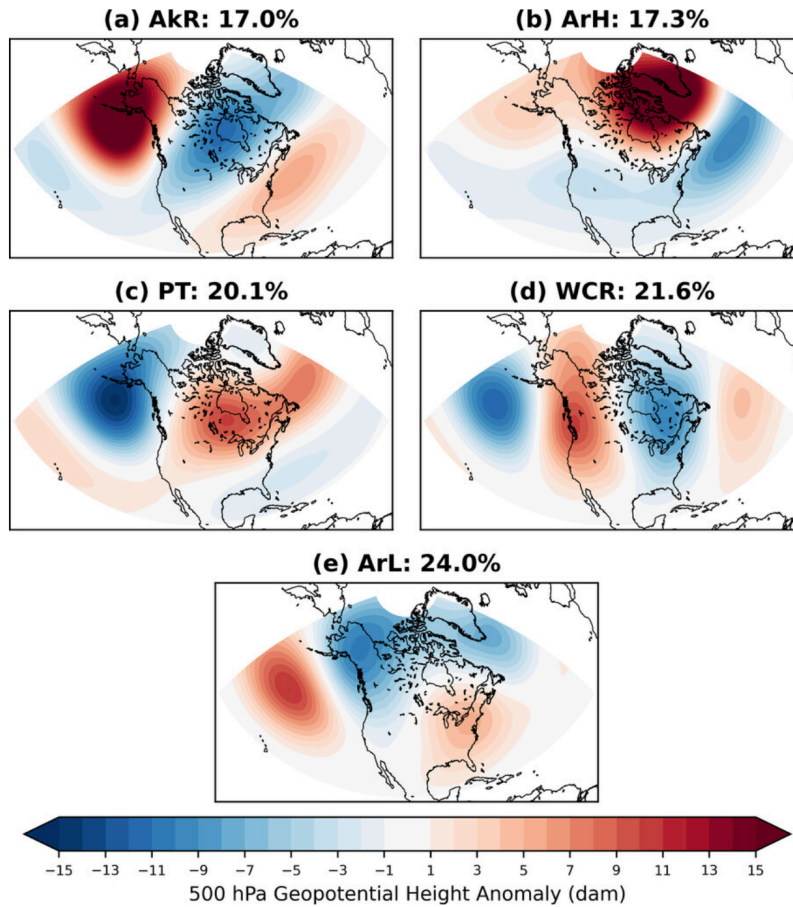 (a) AkR: 17.0%
(b) ArH: 17.3%
(c) PT: 20.1%
(d) WCR: 21.6%
(e) ArL: 24.0%
−15 −13 −11 −9 −7 −5 −3 −1 1 3 5 7 9 11 13 15
500 hPa Geopotential Height Anomaly (dam)